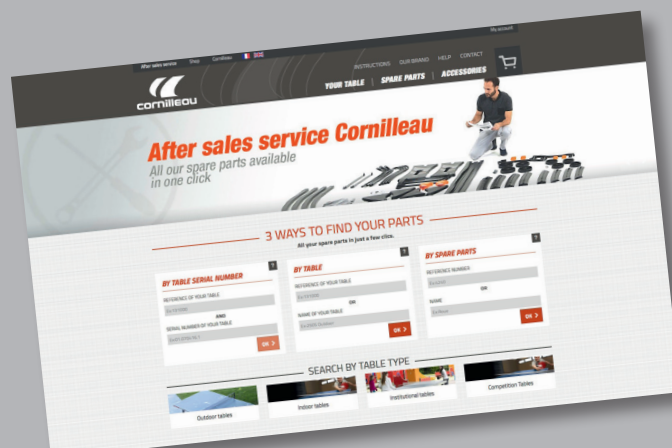 After sales service Shop Cornilleau
My account
INSTRUCTIONS OUR BRAND HELP CONTACT
YOUR TABLE | SPARE PARTS | ACCESSORIES
cornilleau
After sales service Cornilleau
All our spare parts available
in one click
3 WAYS TO FIND YOUR PARTS
All your spare parts in just a few clics.
?
BY TABLE SERIAL NUMBER
REFERENCE OF YOUR TABLE
AND
SERIAL NUMBER OF YOUR TABLE
OK >
?
BY TABLE
REFERENCE OF YOUR TABLE
OR
NAME OF YOUR TABLE
OK >
?
BY SPARE PARTS
REFERENCE NUMBER
OR
NAME
OK >
SEARCH BY TABLE TYPE
Outdoor tables
Indoor tables
Institutional tables
Competition Tables